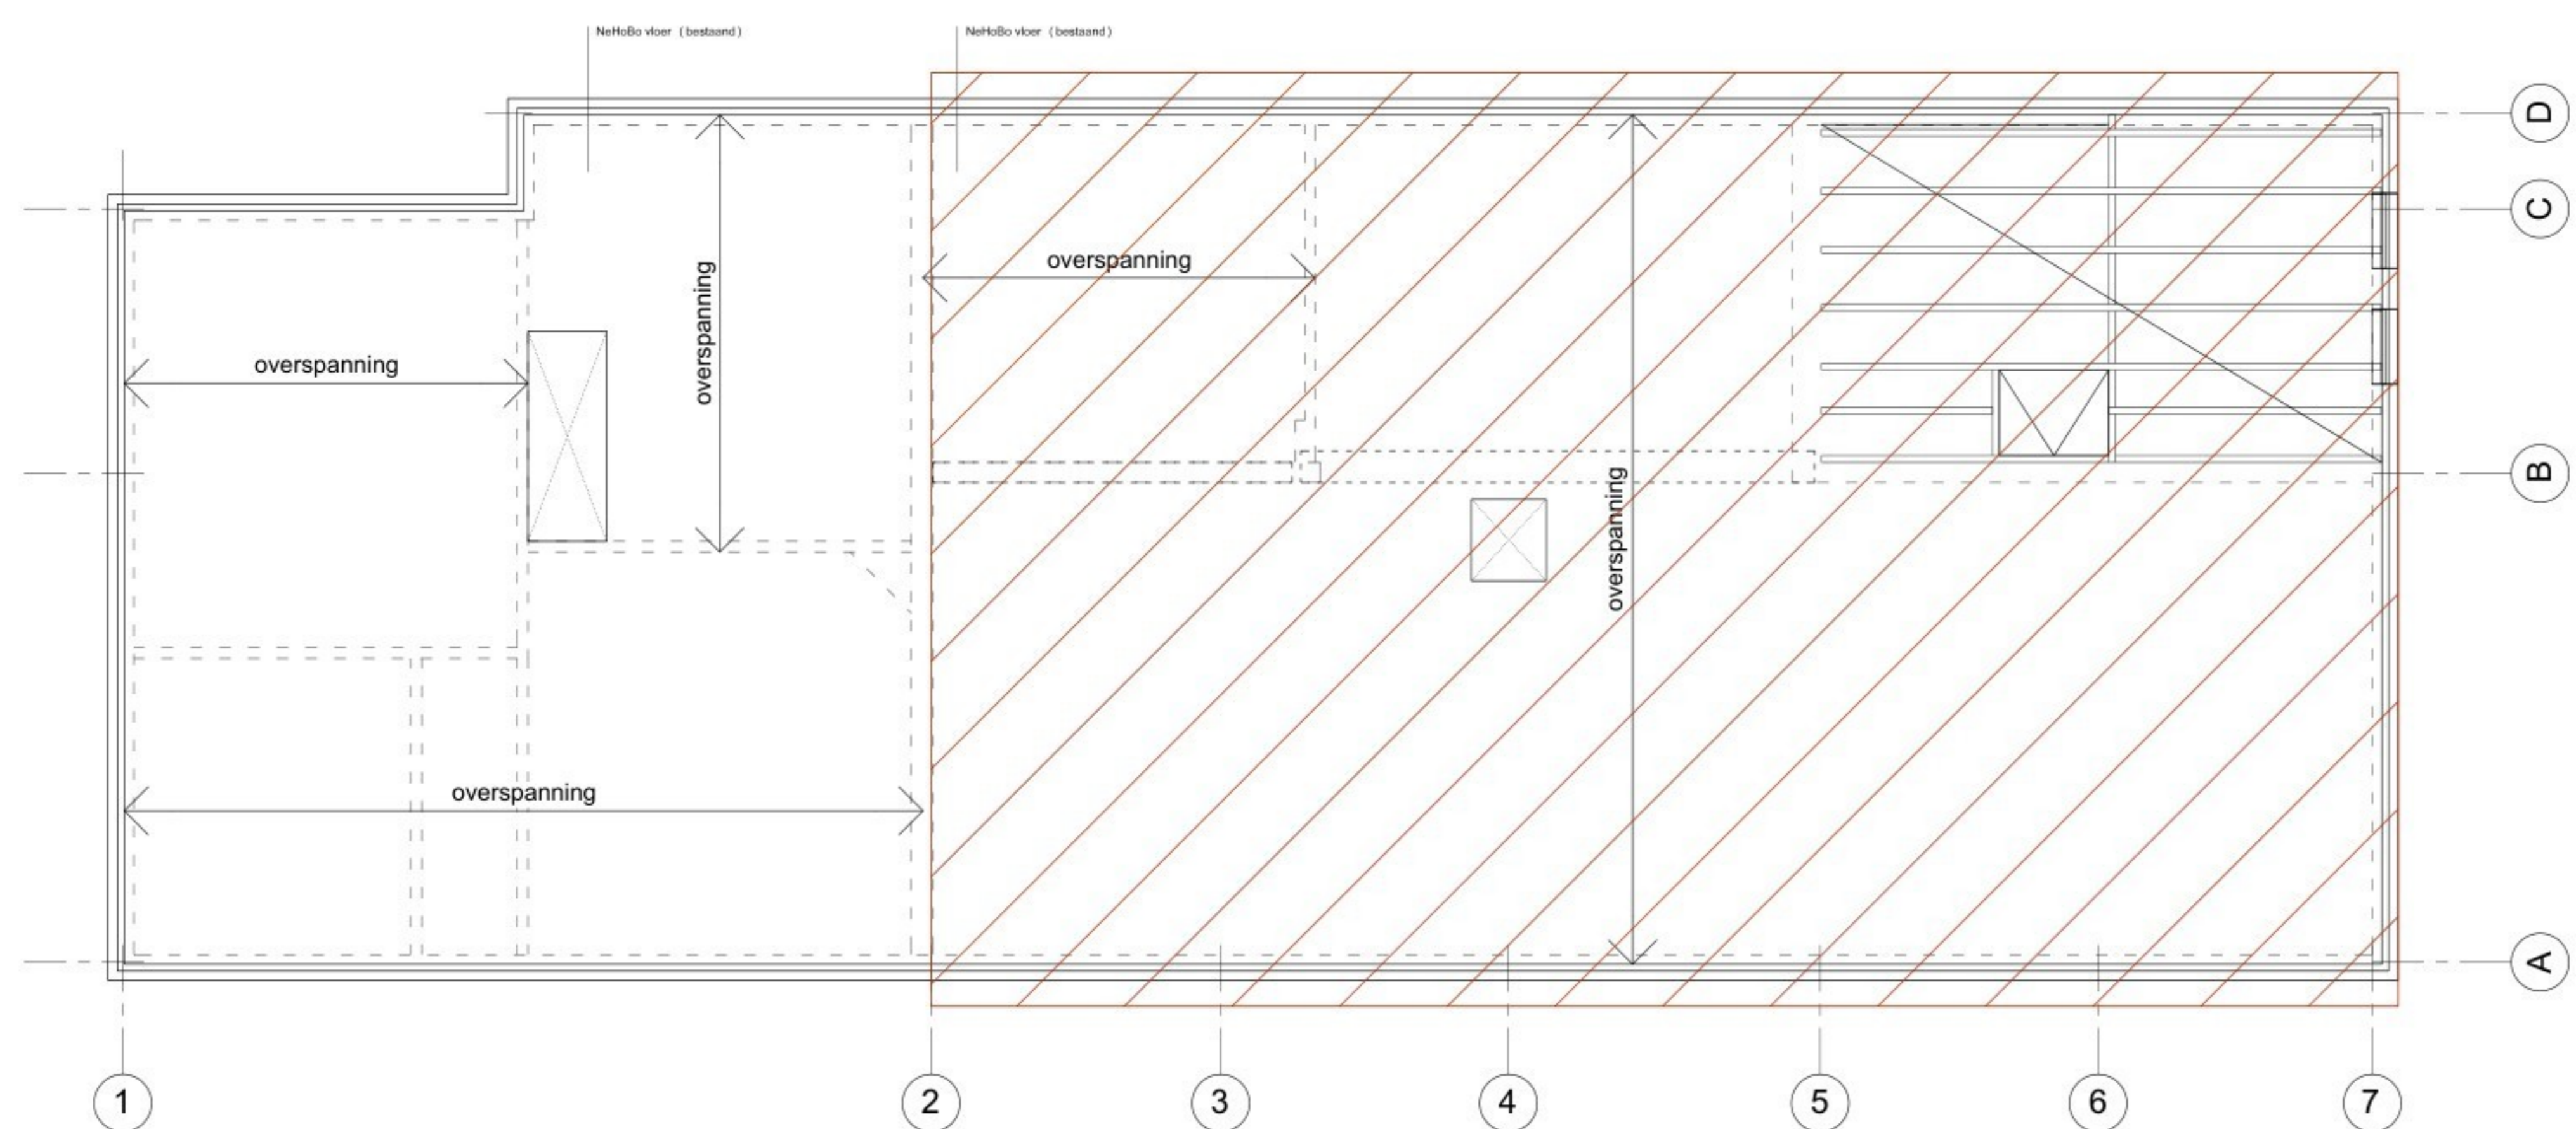 NeHoBo vloer ( bestaand )
NeHoBo vloer ( bestaand )
D
C
overspanning
overspanning
overspanning
B
overspanning
overspanning
A
1
2
3
4
5
6
7